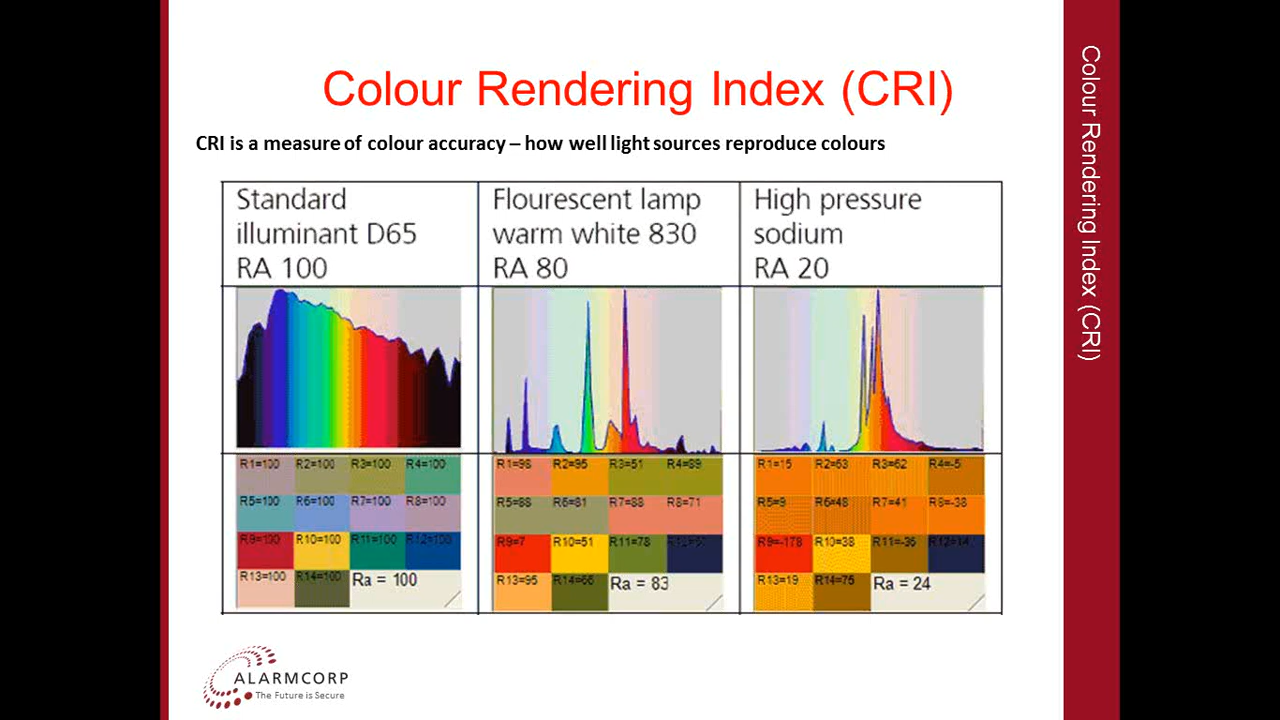 Colour Rendering Index (CRI)
Colour Rendering Index (CRI)
CRI is a measure of colour accuracy – how well light sources reproduce colours
Standard
illuminant D65
RA 100
Flourescent lamp
warm white 830
RA 80
High pressure
sodium
RA 20
R1=100 R2=100 R3=100 R4=100
R5=100 R6=100 R7=100 R8=100
R9=100 R10=100 R11=100 R12=100
R13=100 R14=100 Ra = 100
R1=98 R2=95 R3=51 R4=89
R5=88 R6=81 R7=88 R8=71
R9=7 R10=51 R11=78
R13=95 R14=66 Ra = 83
R1=15 R2=63 R3=62 R4=-5
R5=9 R6=48 R7=41 R8=-38
R9=-178 R10=38 R11=-36
R13=19 R14=75 Ra = 24
ALARMCORP
The Future is Secure